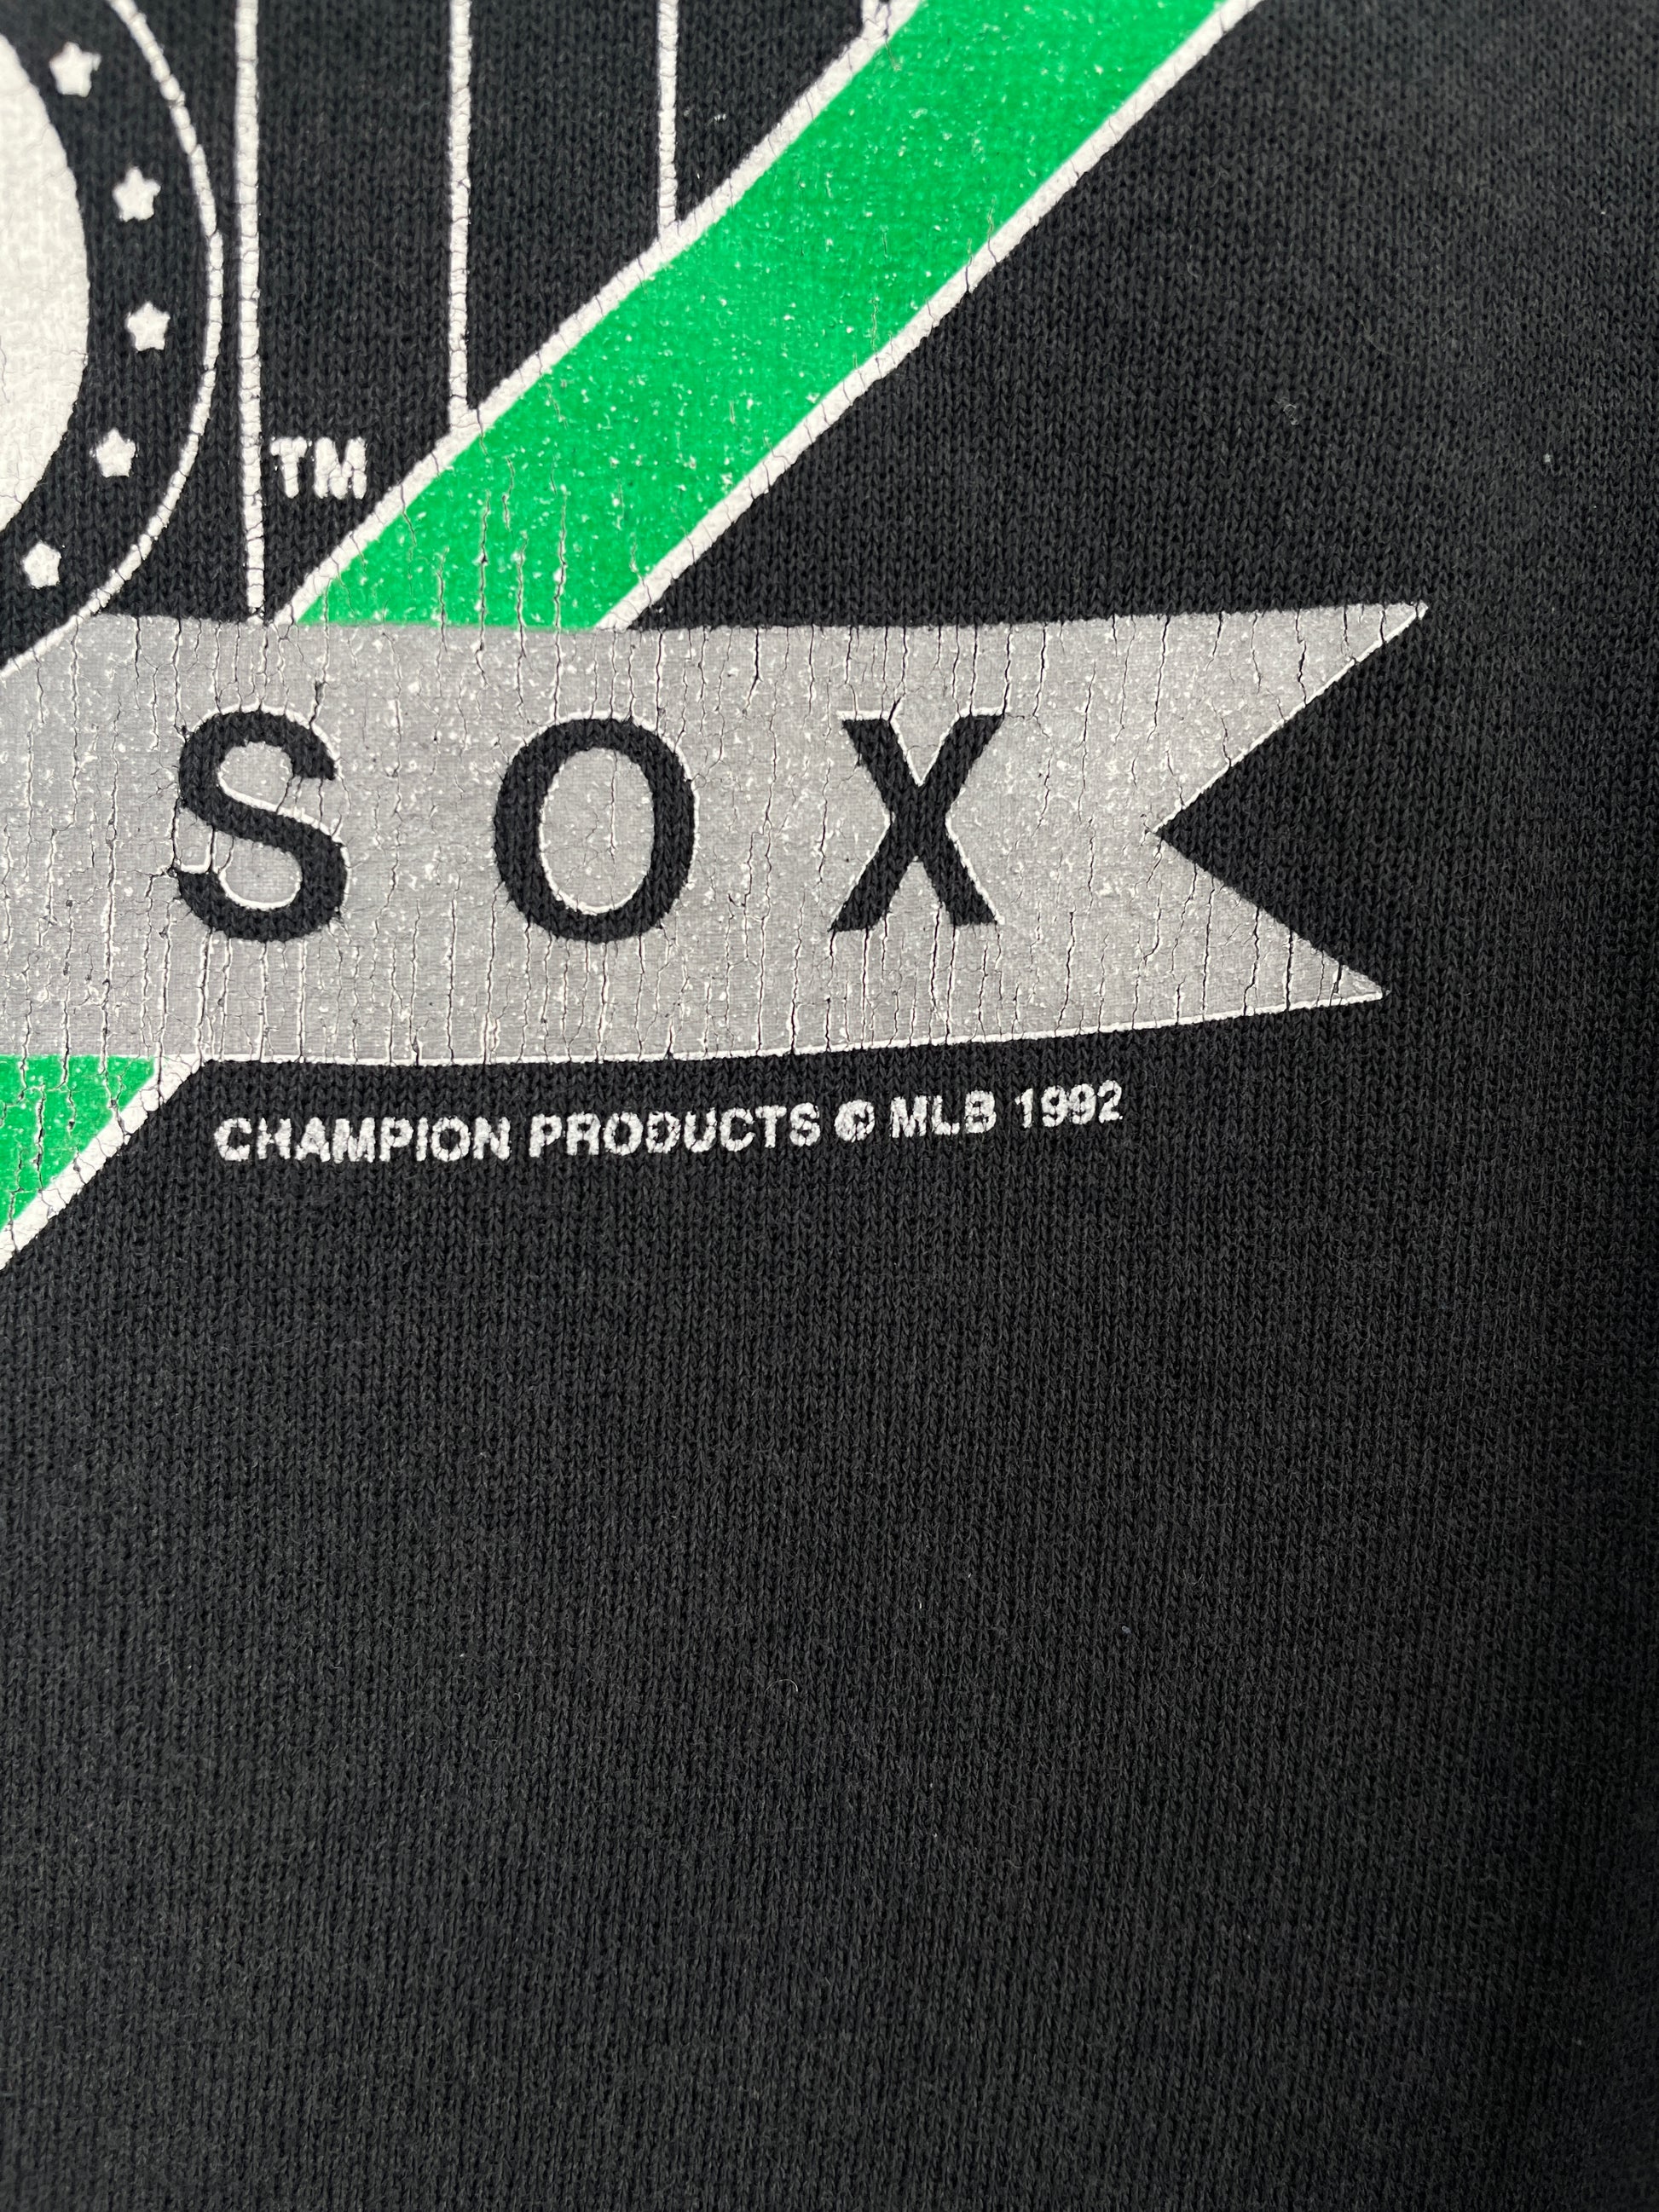 TM
SOX
CHAMPION PRODUCTS © MLB 1992